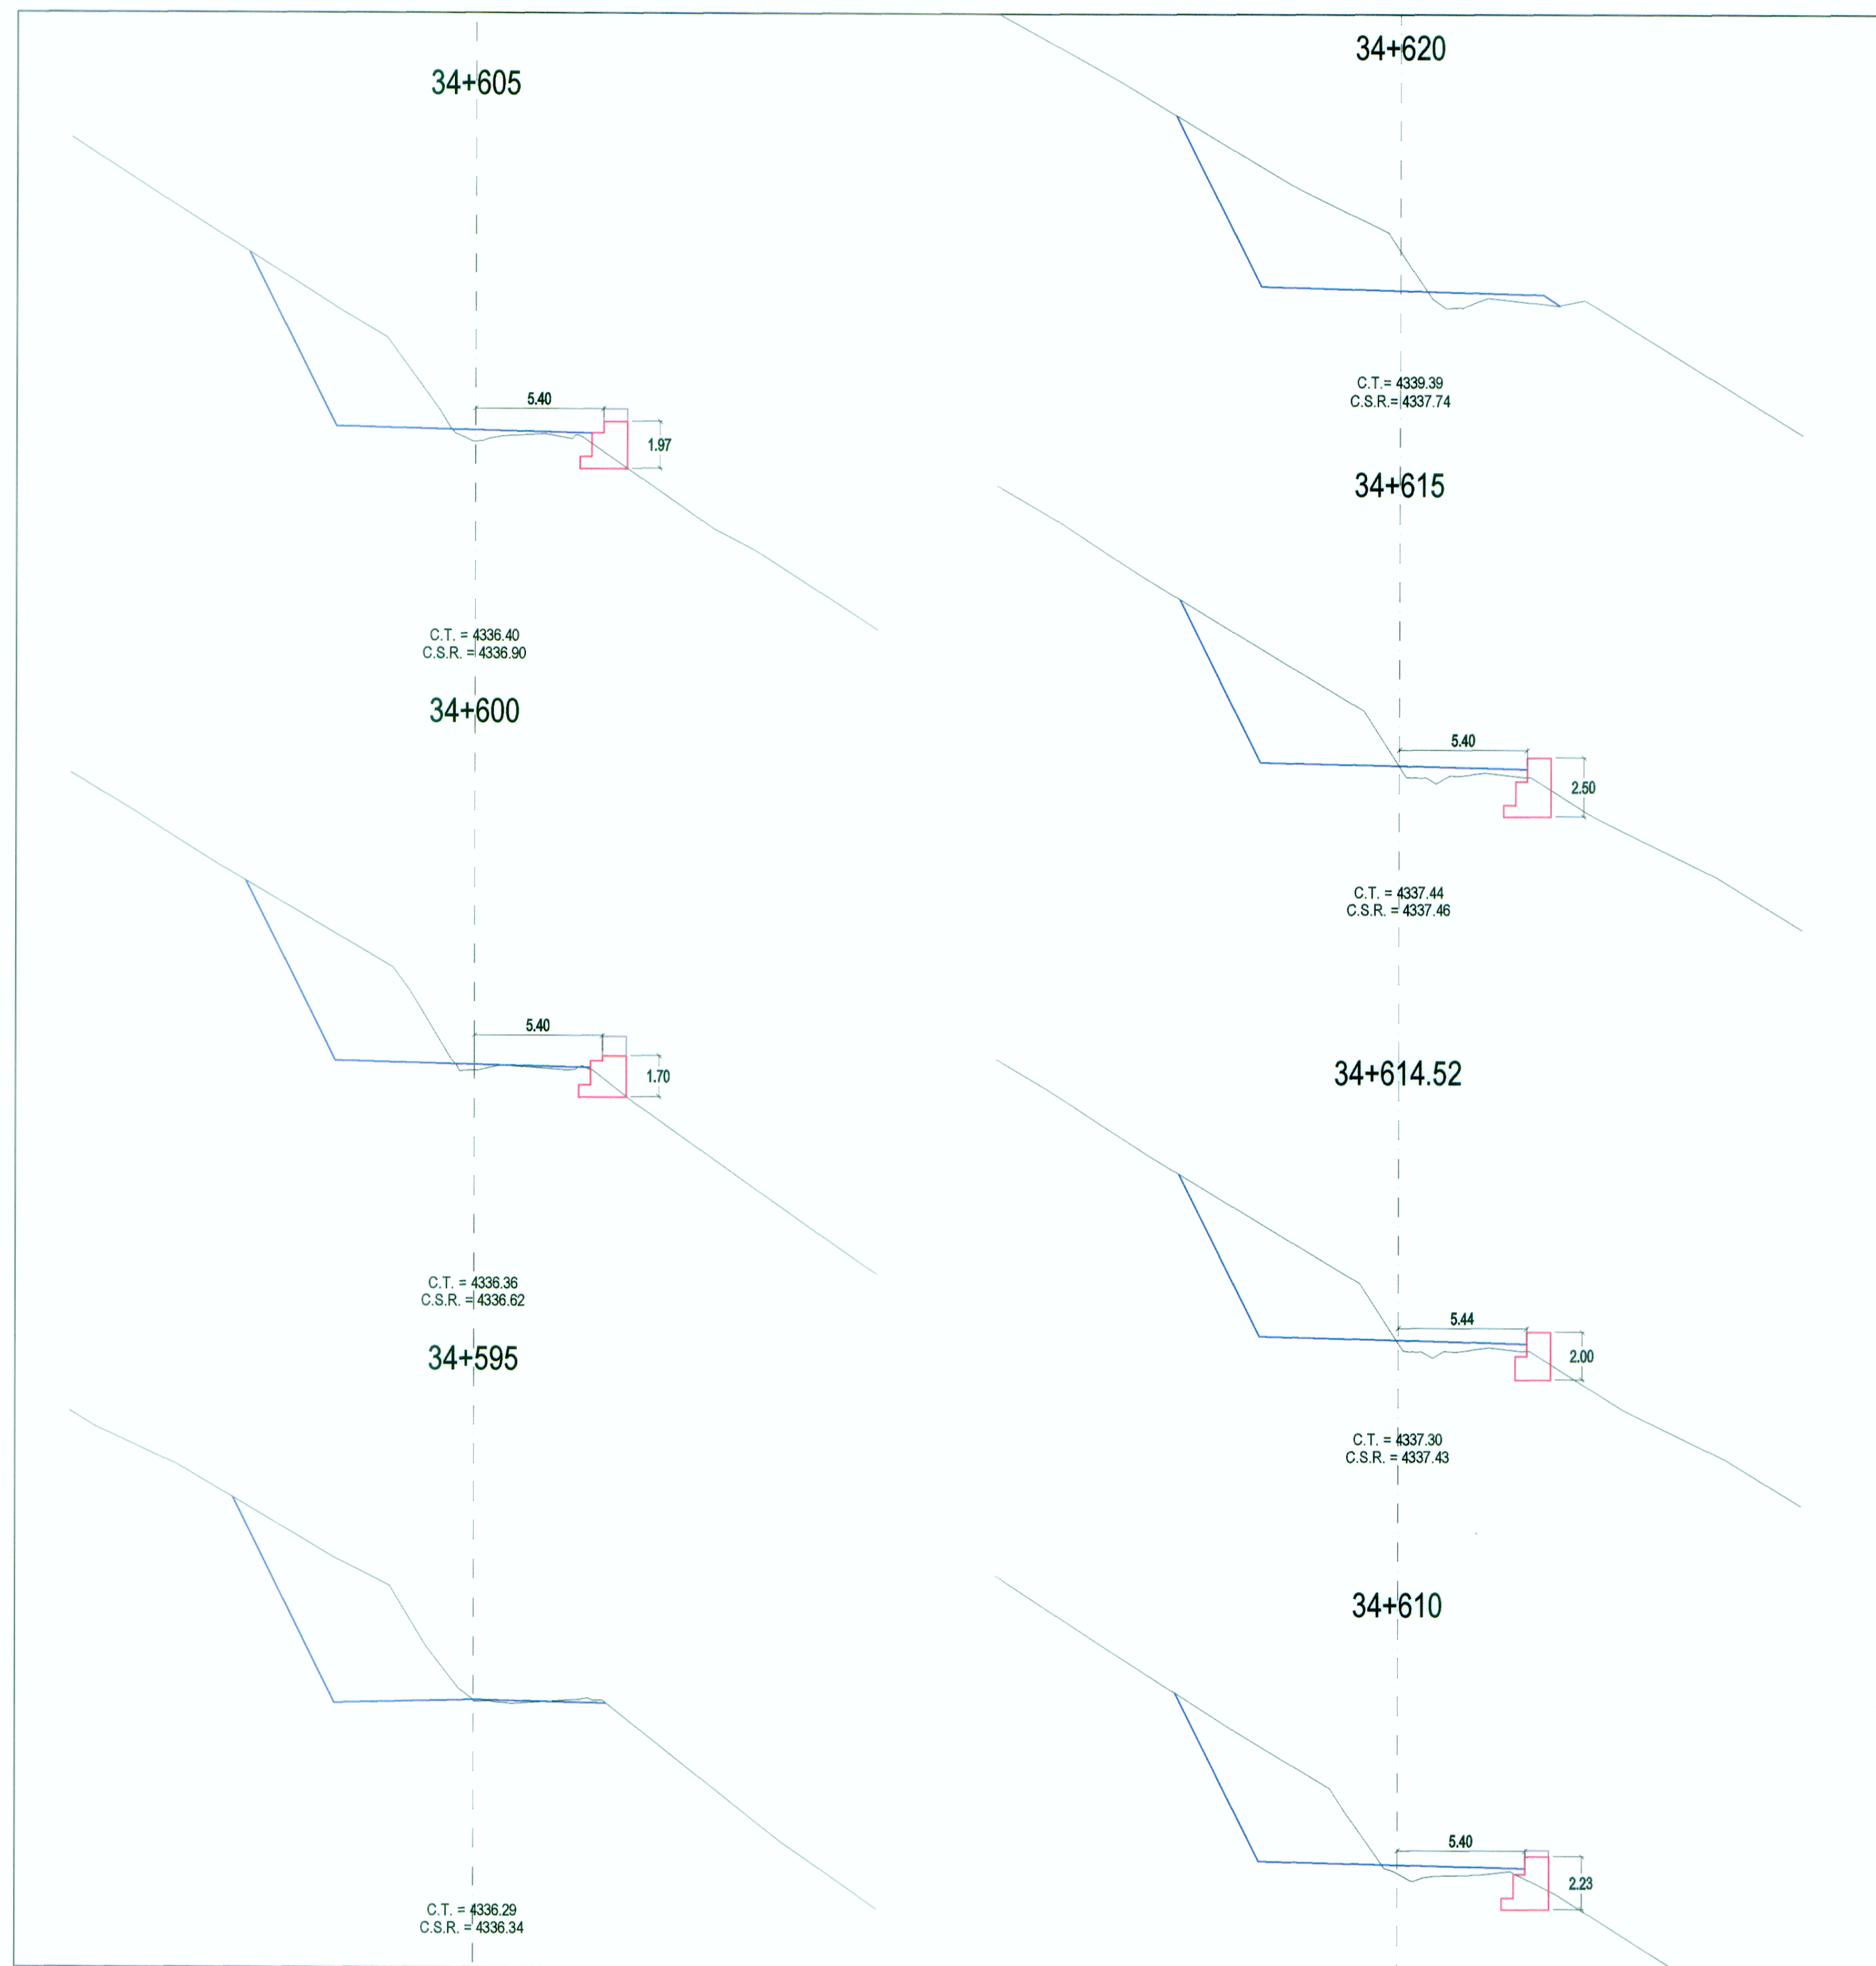 34+605
5.40
1.97
C.T. = 4336.40
C.S.R. = 4336.90
34+600
5.40
1.70
C.T. = 4336.36
C.S.R. = 4336.62
34+595
C.T. = 4336.29
C.S.R. = 4336.34
34+620
C.T.= 4339.39
C.S.R.= 4337.74
34+615
5.40
2.50
C.T. = 4337.44
C.S.R. = 4337.46
34+614.52
5.44
2.00
C.T. = 4337.30
C.S.R. = 4337.43
34+610
5.40
2.23